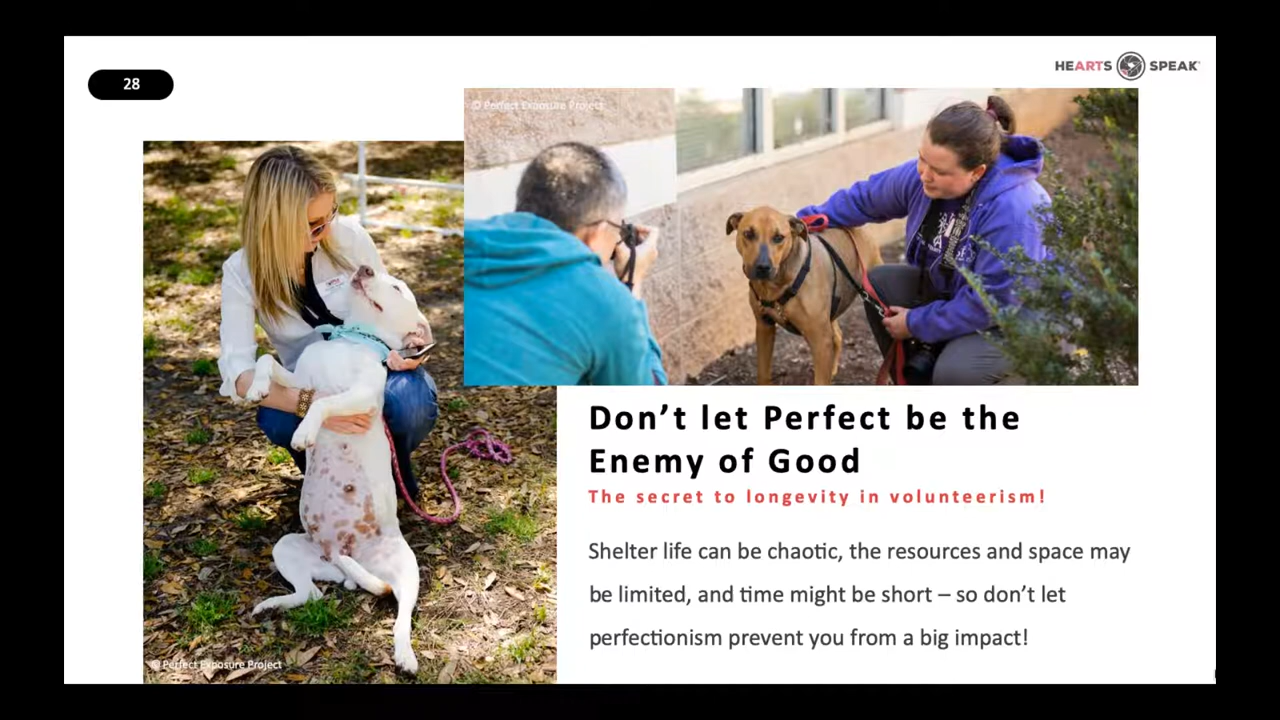 28
HEARTS SPEAK
© Perfect Exposure Project
Don't let Perfect be the
Enemy of Good
The secret to longevity in volunteerism!
Shelter life can be chaotic, the resources and space may
be limited, and time might be short – so don't let
perfectionism prevent you from a big impact!
© Perfect Exposure Project